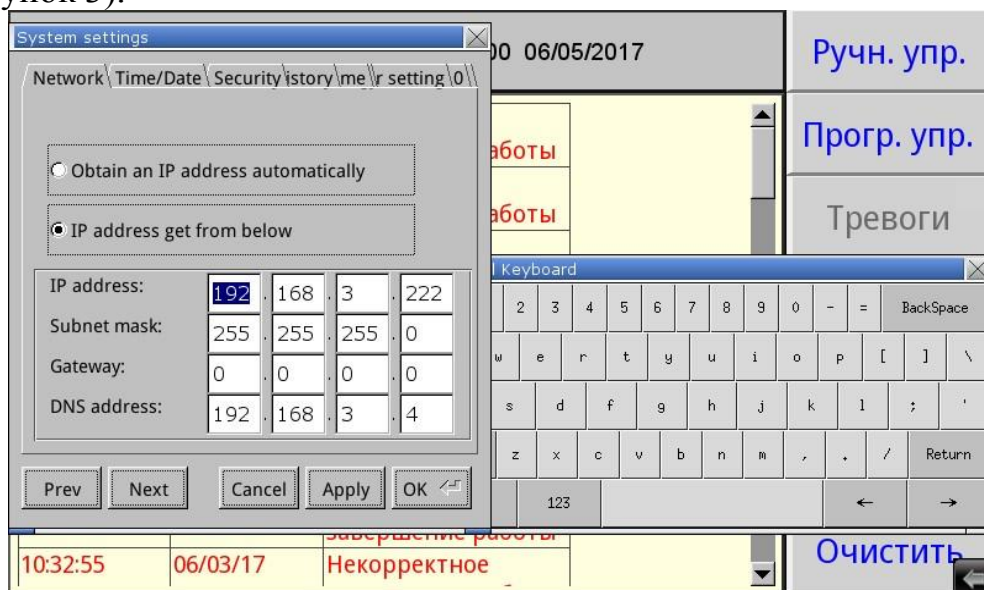 System settings
00 06/05/2017
Ручн. упр.
Network Time/Date Security istory me r setting 0
Прогр. упр.
аботы
Obtain an IP address automatically
аботы
Тревоги
IP address get from below
Keyboard
IP address: 192 . 168 . 3 . 222
Subnet mask: 255 . 255 . 255 . 0
Gateway: 0 . 0 . 0 . 0
DNS address: 192 . 168 . 3 . 4
2 3 4 5 6 7 8 9 0 - = BackSpace
w e r t y u i o p [ ] \
s d f g h j k l ; '
z x c v b n m , . / Return
123 ← →
Prev Next Cancel Apply OK
завершение работы
10:32:55 06/03/17 Некорректное
Очистить